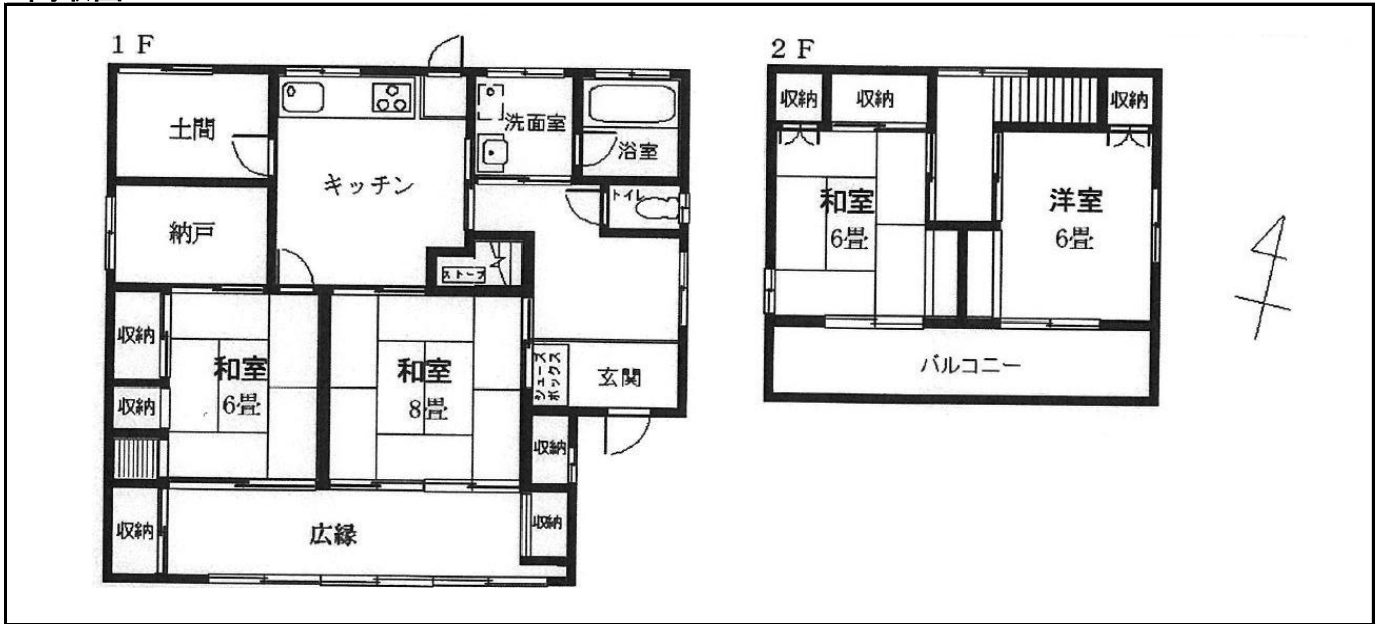 1 F
土間
キッチン
洗面室
浴室
トイレ
納戸
ストーブ
収納
和室
6畳
収納
和室
8畳
シューズ
ボックス
玄関
収納
収納
広縁
収納
2 F
収納
収納
収納
和室
6畳
洋室
6畳
バルコニー